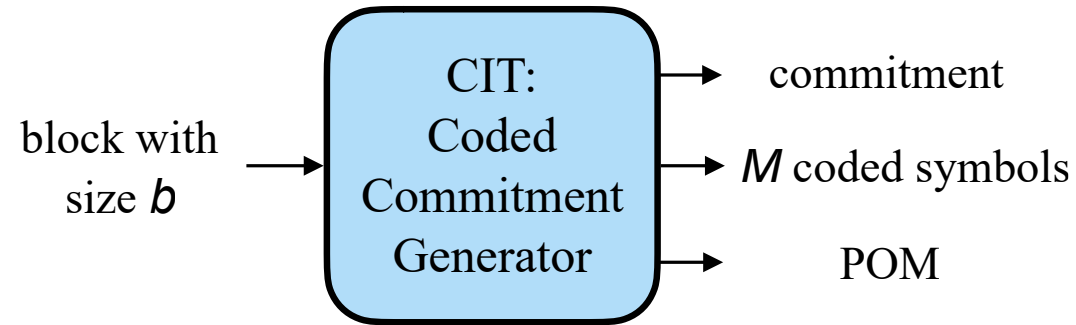 block with
size b
CIT:
Coded
Commitment
Generator
commitment
M coded symbols
POM